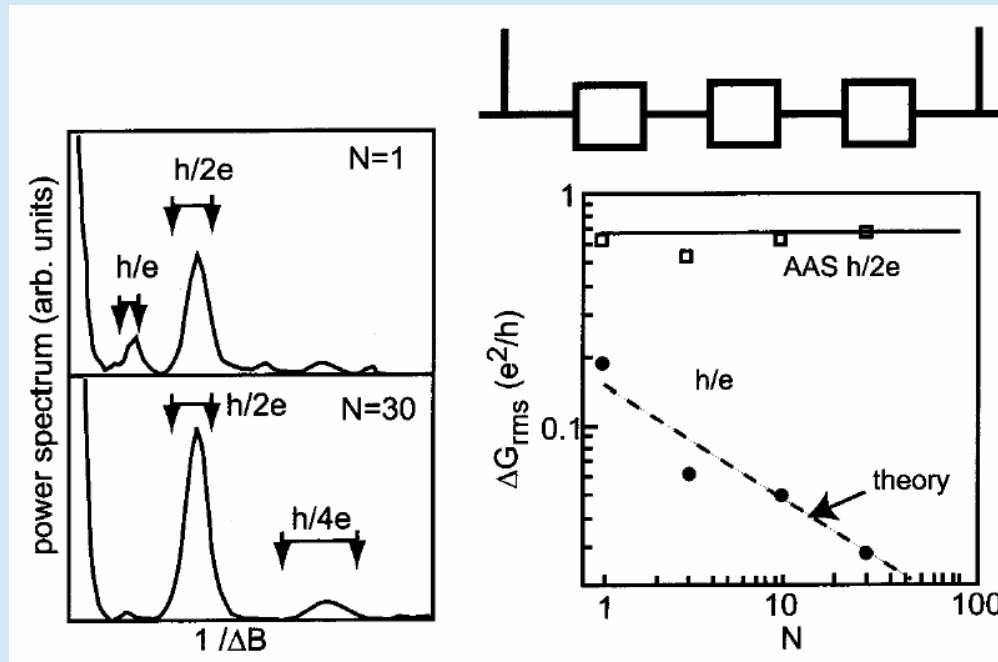 N=1
h/2e
h/e
N=30
h/2e
h/4e
power spectrum (arb. units)
1 /ΔB
1
0.1
AAS h/2e
h/e
theory
ΔG_rms (e²/h)
1 10 100
N